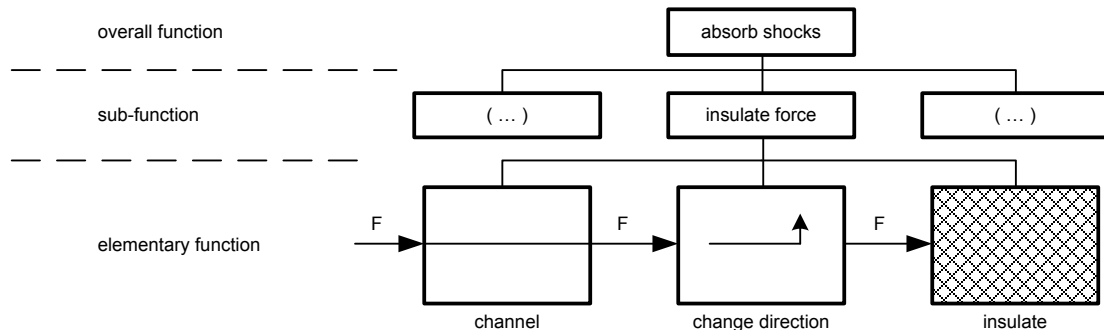 overall function
absorb shocks
sub-function
( ... )
insulate force
( ... )
elementary function
F
F
F
channel
change direction
insulate